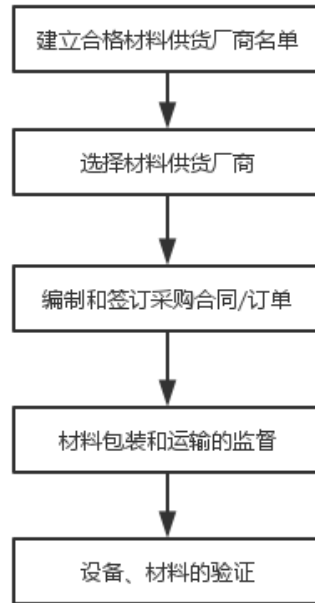 建立合格材料供货厂商名单
选择材料供货厂商
编制和签订采购合同/订单
材料包装和运输的监督
设备、材料的验证